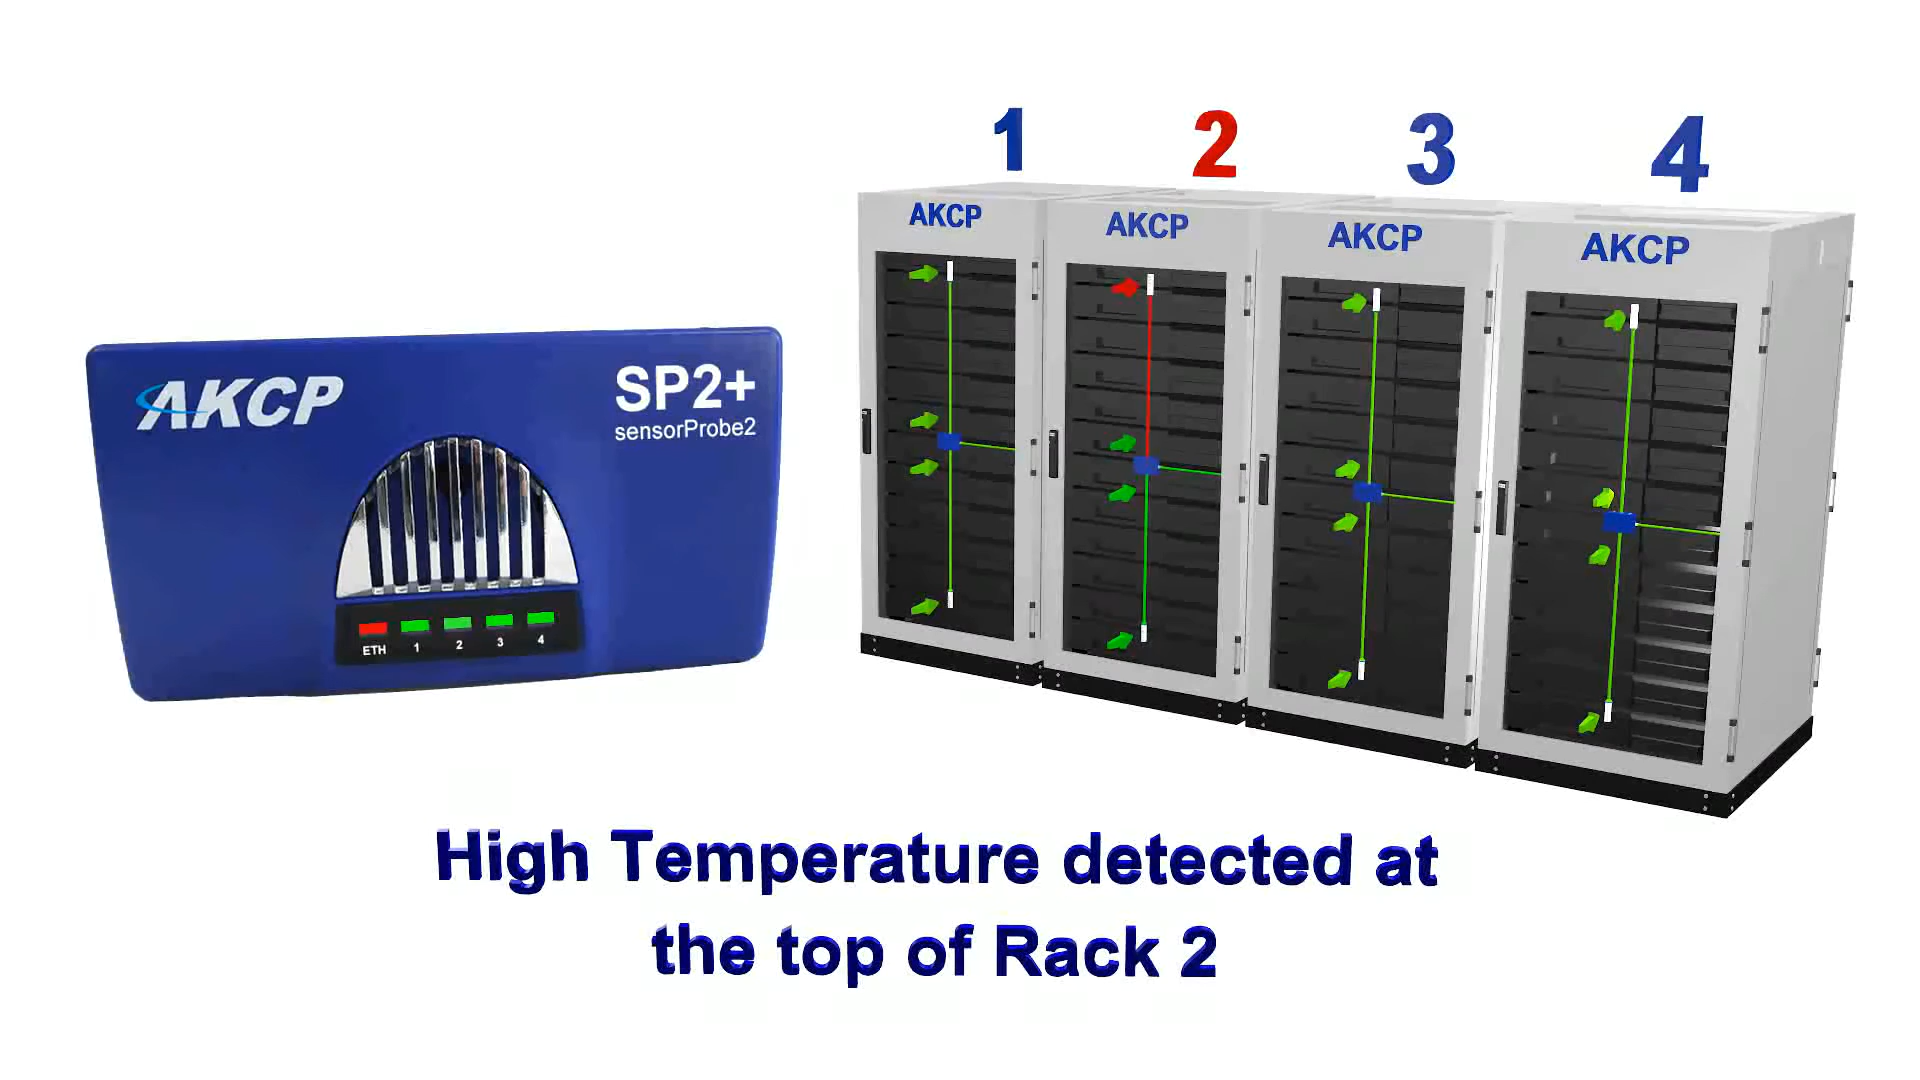 1 2 3 4
AKCP AKCP AKCP AKCP
AKCP
SP2+
sensorProbe2
ETH 1 2 3 4
High Temperature detected at
the top of Rack 2